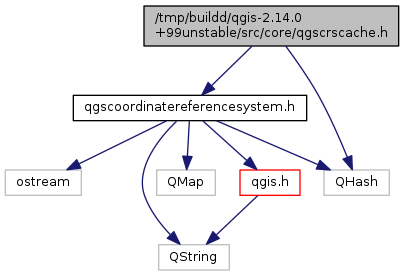 /tmp/buildd/qgis-2.14.0
+99unstable/src/core/qgscrscache.h
qgscoordinatereferencesystem.h
ostream
QMap
qgis.h
QHash
QString